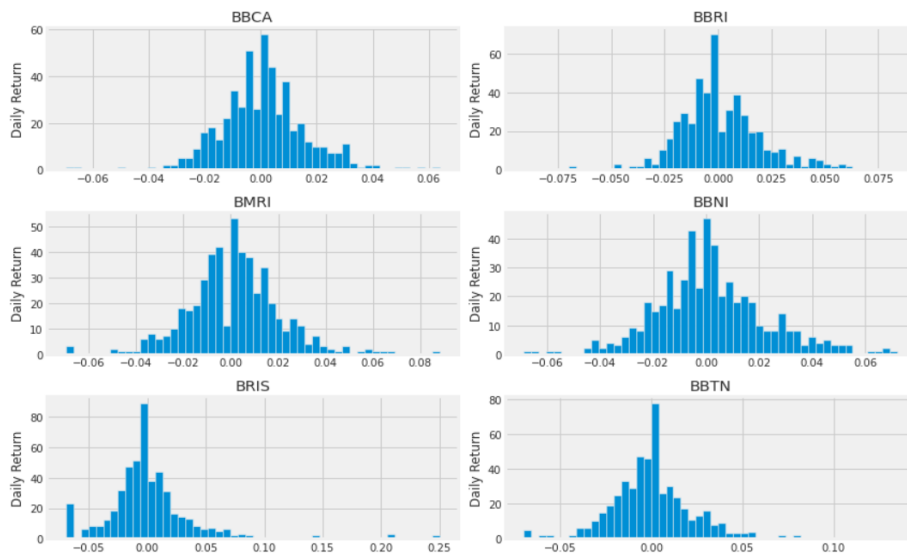 BBCA
Daily Return
60
40
20
0
−0.06 −0.04 −0.02 0.00 0.02 0.04 0.06
BBRI
Daily Return
60
40
20
0
−0.075 −0.050 −0.025 0.000 0.025 0.050 0.075
BMRI
Daily Return
50
40
30
20
10
0
−0.06 −0.04 −0.02 0.00 0.02 0.04 0.06 0.08
BBNI
Daily Return
40
30
20
10
0
−0.06 −0.04 −0.02 0.00 0.02 0.04 0.06
BRIS
Daily Return
80
60
40
20
0
−0.05 0.00 0.05 0.10 0.15 0.20 0.25
BBTN
Daily Return
80
60
40
20
0
−0.05 0.00 0.05 0.10